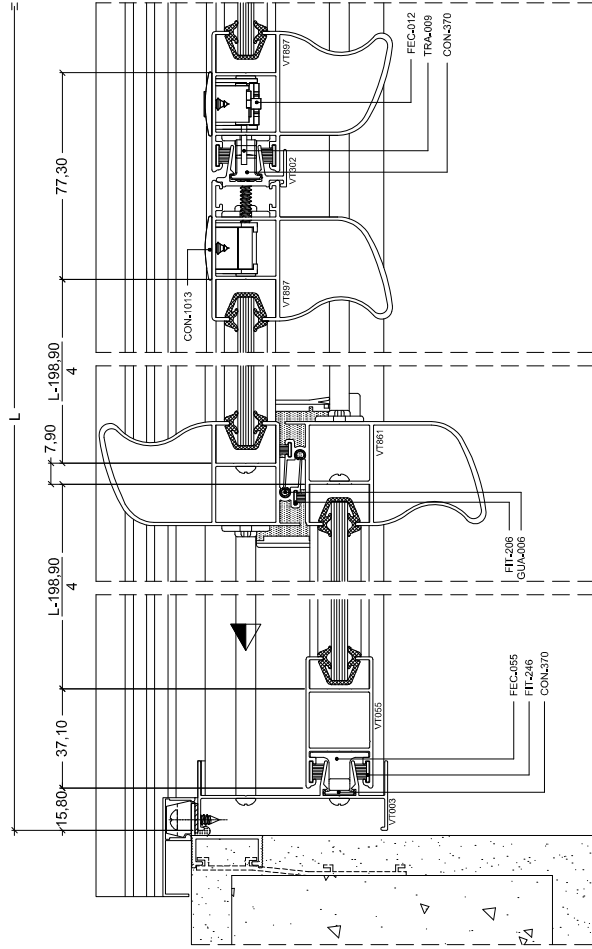 L
15,80
37,10
L-198,90
4
7,90
L-198,90
4
77,30
CON-1013
VT897
VT897
VT302
FEC-012
TRA-009
CON-370
VT861
FIT-206
GUA-006
VT055
VT003
FEC-055
FIT-246
CON-370